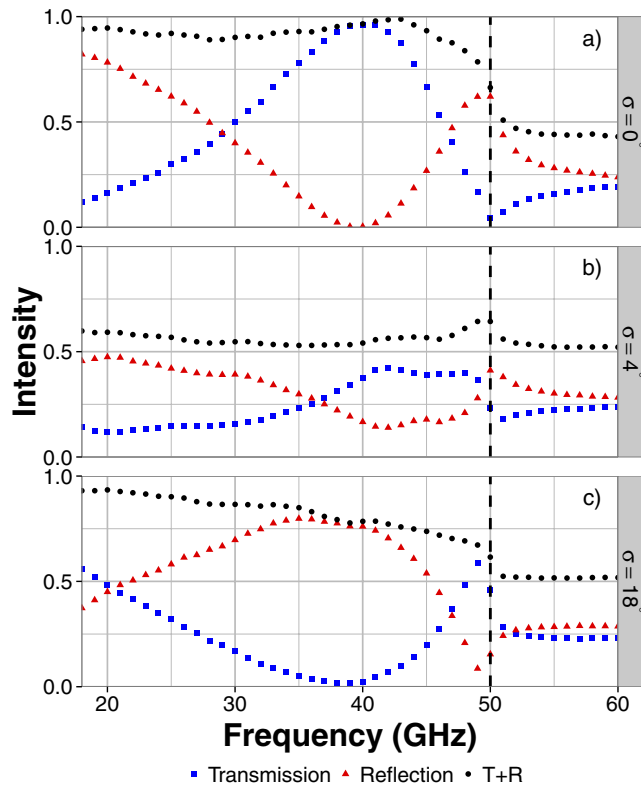 1.0
0.5
0.0
a)
σ = 0°
1.0
0.5
0.0
b)
σ = 4°
1.0
0.5
0.0
c)
σ = 18°
Intensity
20 30 40 50 60
Frequency (GHz)
Transmission Reflection T+R